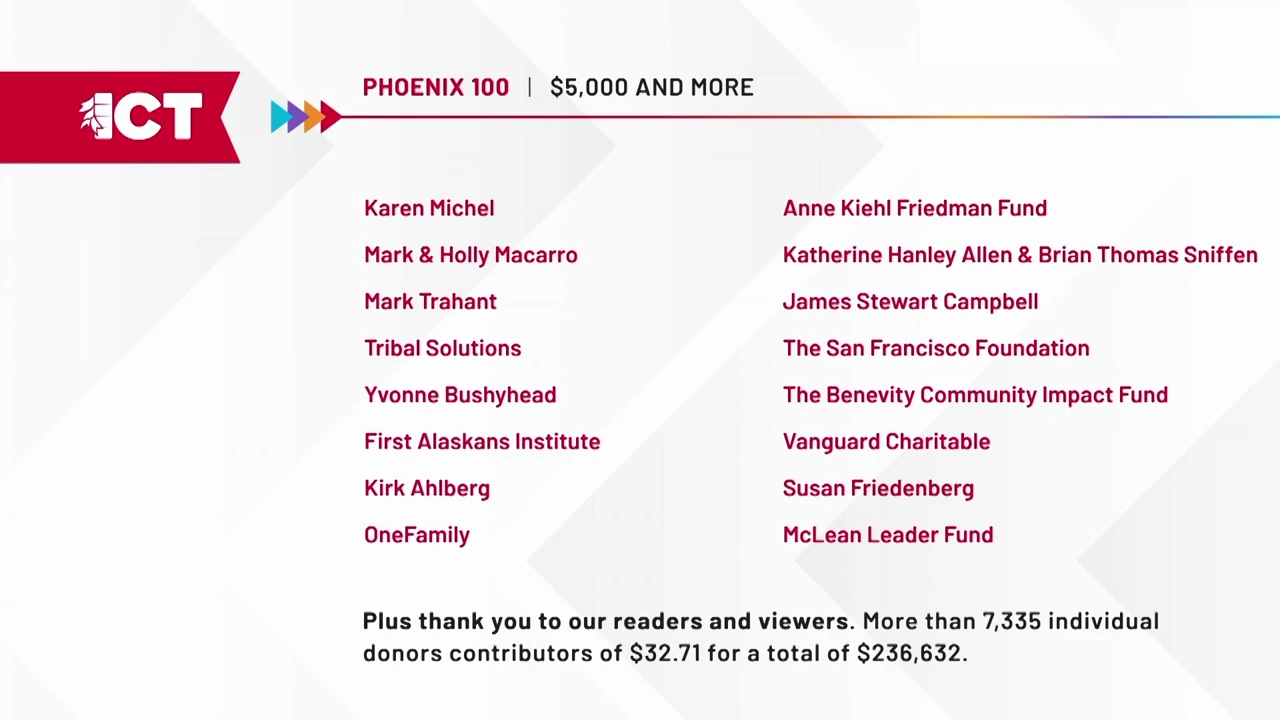 ICT
PHOENIX 100 | $5,000 AND MORE
Karen Michel
Mark & Holly Macarro
Mark Trahant
Tribal Solutions
Yvonne Bushyhead
First Alaskans Institute
Kirk Ahlberg
OneFamily
Anne Kiehl Friedman Fund
Katherine Hanley Allen & Brian Thomas Sniffen
James Stewart Campbell
The San Francisco Foundation
The Benevity Community Impact Fund
Vanguard Charitable
Susan Friedenberg
McLean Leader Fund
Plus thank you to our readers and viewers. More than 7,335 individual
donors contributors of $32.71 for a total of $236,632.